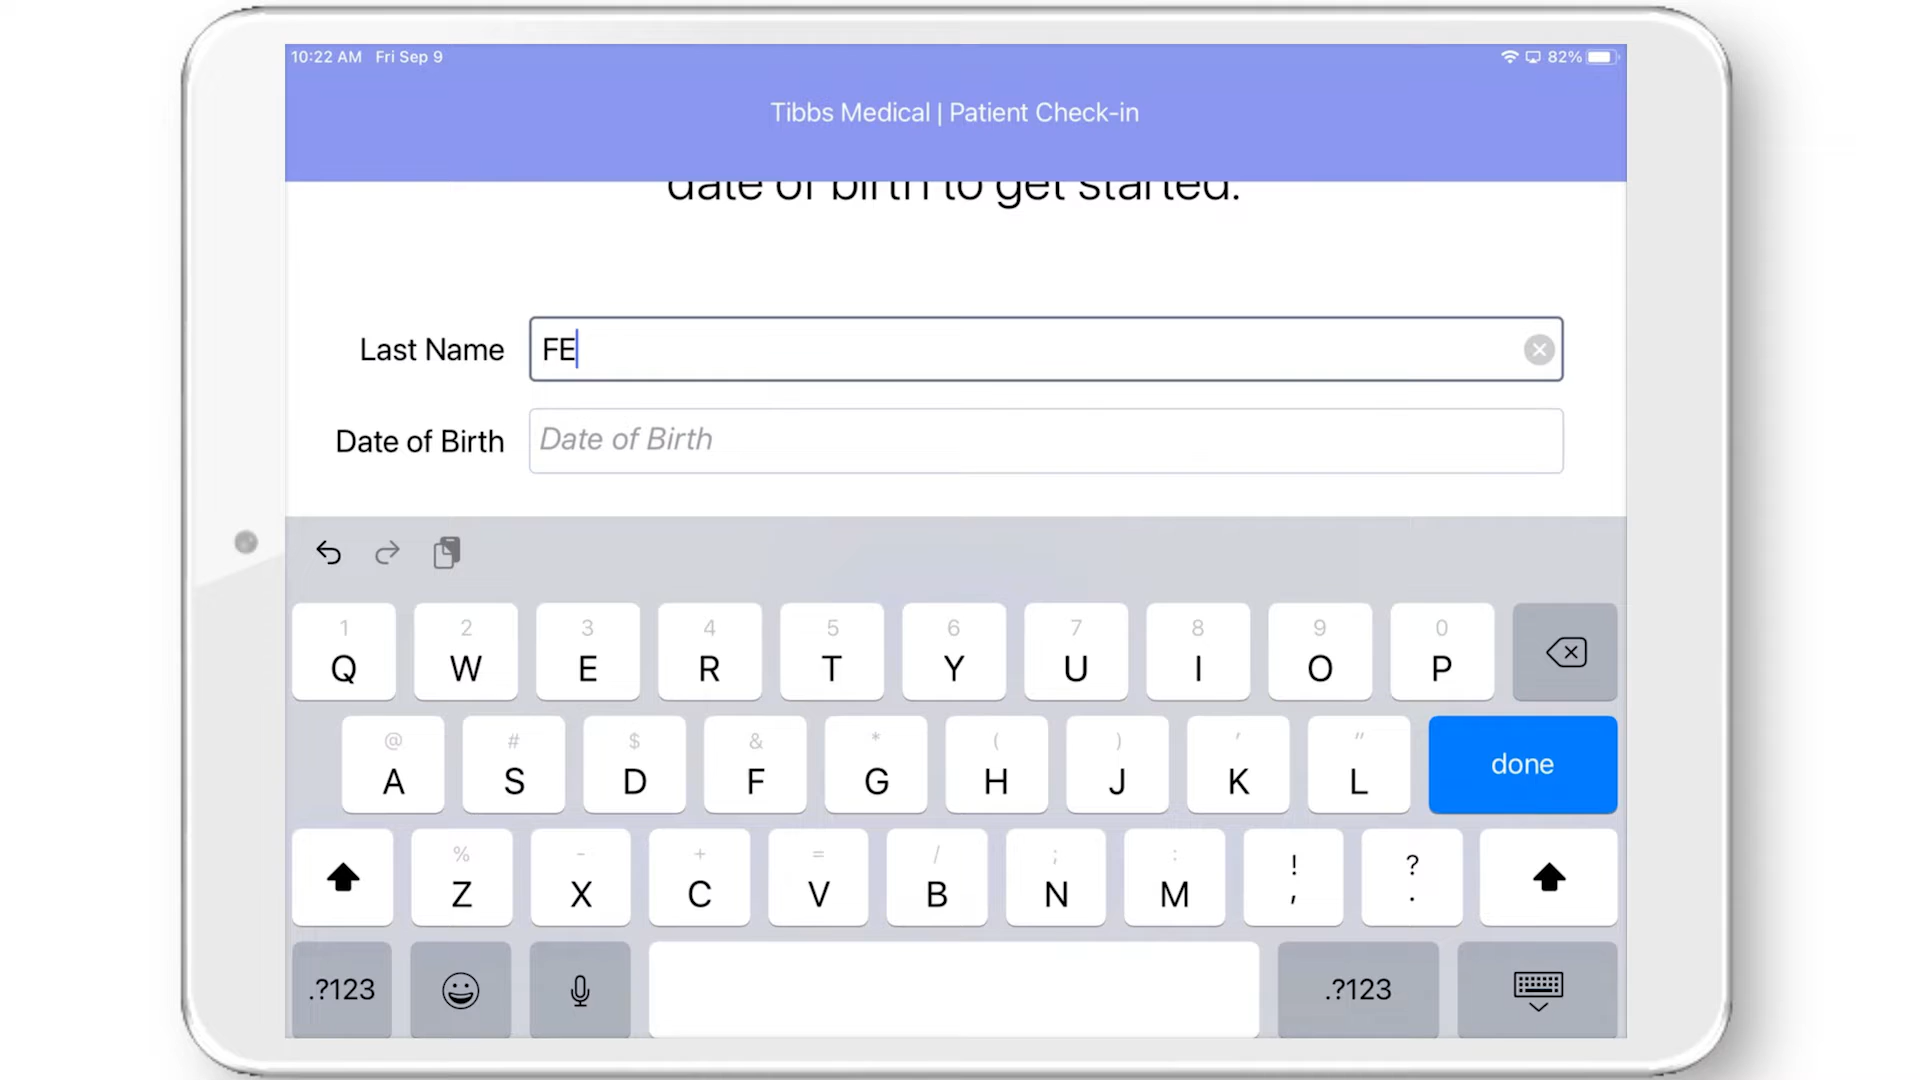 10:22 AM Fri Sep 9
82%
Tibbs Medical | Patient Check-in
date of birth to get started.
Last Name FE
Date of Birth Date of Birth
1 2 3 4 5 6 7 8 9 0
Q W E R T Y U I O P
@ # $ & * ( ) ' "
A S D F G H J K L done
% - + = / ; : ! ?
Z X C V B N M , .
.?123 .?123